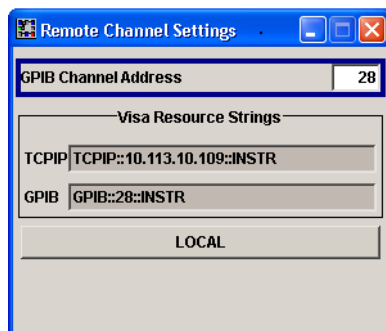 Remote Channel Settings
GPIB Channel Address 28
Visa Resource Strings
TCPIP TCPIP::10.113.10.109::INSTR
GPIB GPIB::28::INSTR
LOCAL